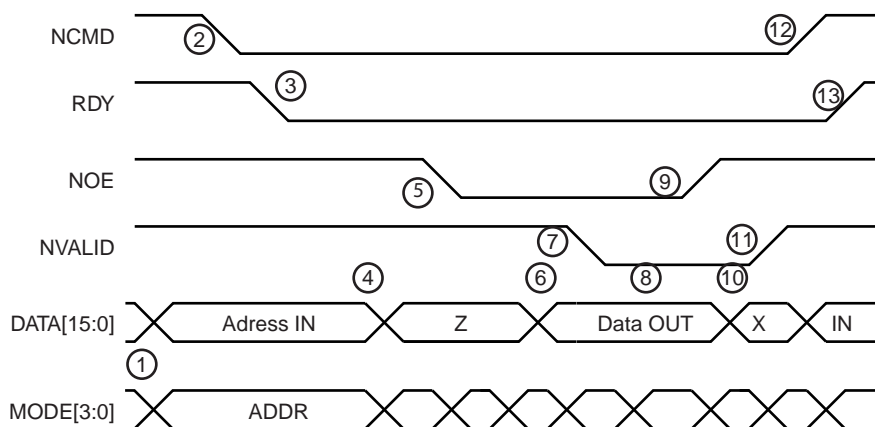 NCMD 2 12
RDY 3 13
NOE 5 9
NVALID 7 11
4 6 8 10
DATA[15:0] Adress IN Z Data OUT X IN
1
MODE[3:0] ADDR